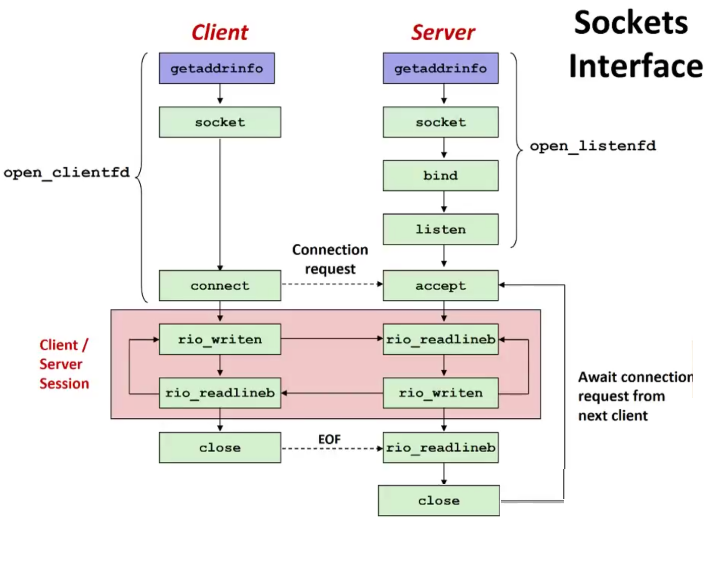 Sockets
Interface
Client
Server
getaddrinfo
getaddrinfo
socket
socket
open_listenfd
open_clientfd
bind
listen
Connection
request
connect
accept
Client /
Server
Session
rio_writen
rio_readlineb
rio_readlineb
rio_writen
Await connection
request from
next client
close
EOF
rio_readlineb
close